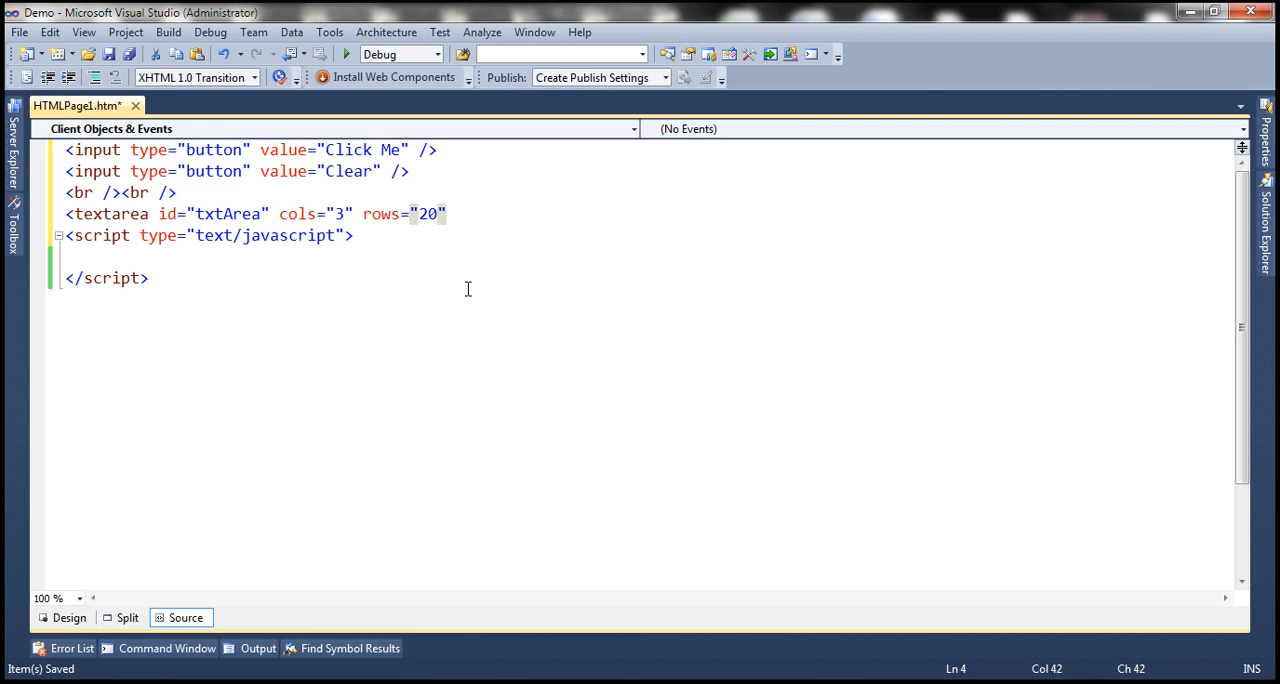 Demo - Microsoft Visual Studio (Administrator)
File Edit View Project Build Debug Team Data Tools Architecture Test Analyze Window Help
Debug
XHTML 1.0 Transition Install Web Components Publish: Create Publish Settings
HTMLPage1.htm*
Client Objects & Events (No Events)
<input type="button" value="Click Me" />
<input type="button" value="Clear" />
<br /><br />
<textarea id="txtArea" cols="3" rows="20"
<script type="text/javascript">
</script>
Server Explorer
Toolbox
Properties
Solution Explorer
100 %
Design Split Source
Error List Command Window Output Find Symbol Results
Item(s) Saved Ln 4 Col 42 Ch 42 INS